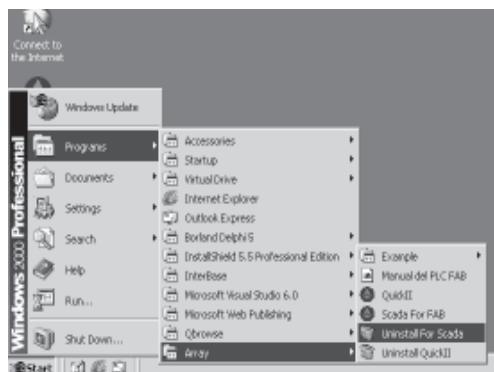 Connect to
the Internet
Windows 2000 Professional
Windows Update
Programs
Documents
Settings
Search
Help
Run...
Shut Down...
Start
Accessories
Startup
VirtualDrive
Internet Explorer
Outlook Express
Borland Delphi 5
InstallShield 5.5 Professional Edition
InterBase
Microsoft Visual Studio 6.0
Microsoft Web Publishing
Qbrowse
Array
Example
Manual del PLC FAB
QuickII
Scada For FAB
Uninstall For Scada
Uninstall QuickII